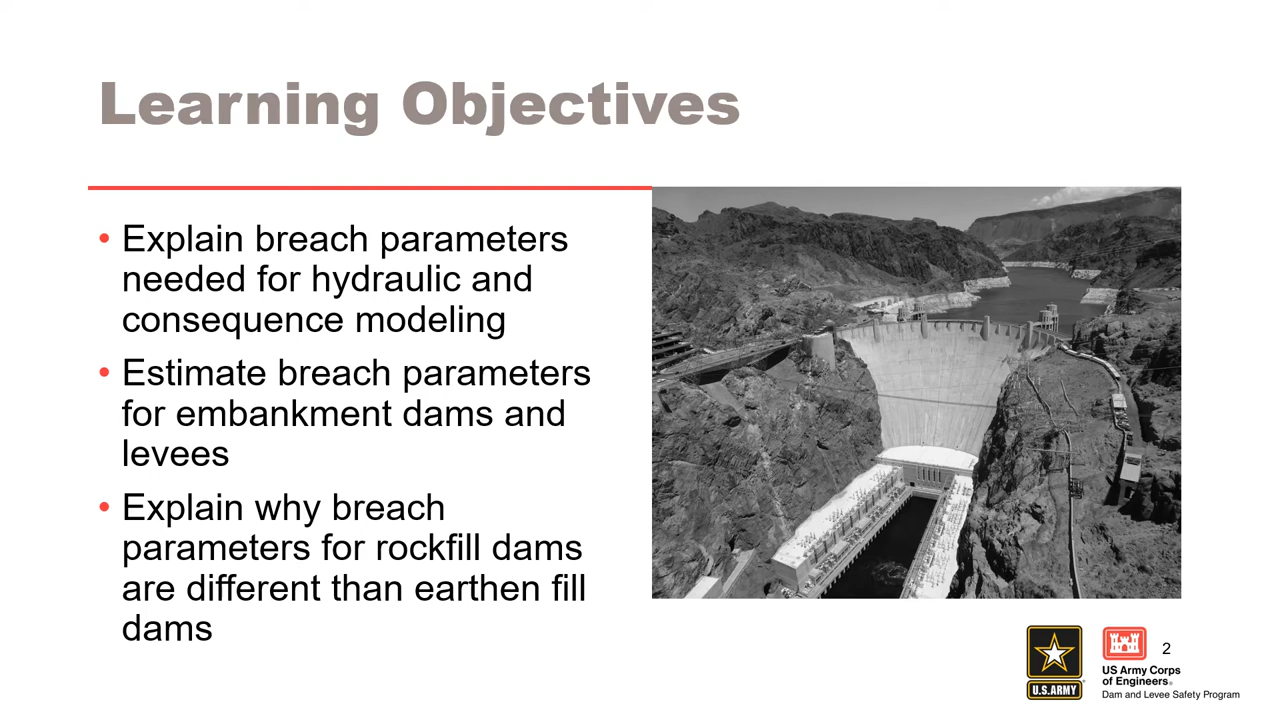 Learning Objectives
• Explain breach parameters
needed for hydraulic and
consequence modeling
• Estimate breach parameters
for embankment dams and
levees
• Explain why breach
parameters for rockfill dams
are different than earthen fill
dams
U.S.ARMY
US Army Corps
of Engineers®
Dam and Levee Safety Program
2